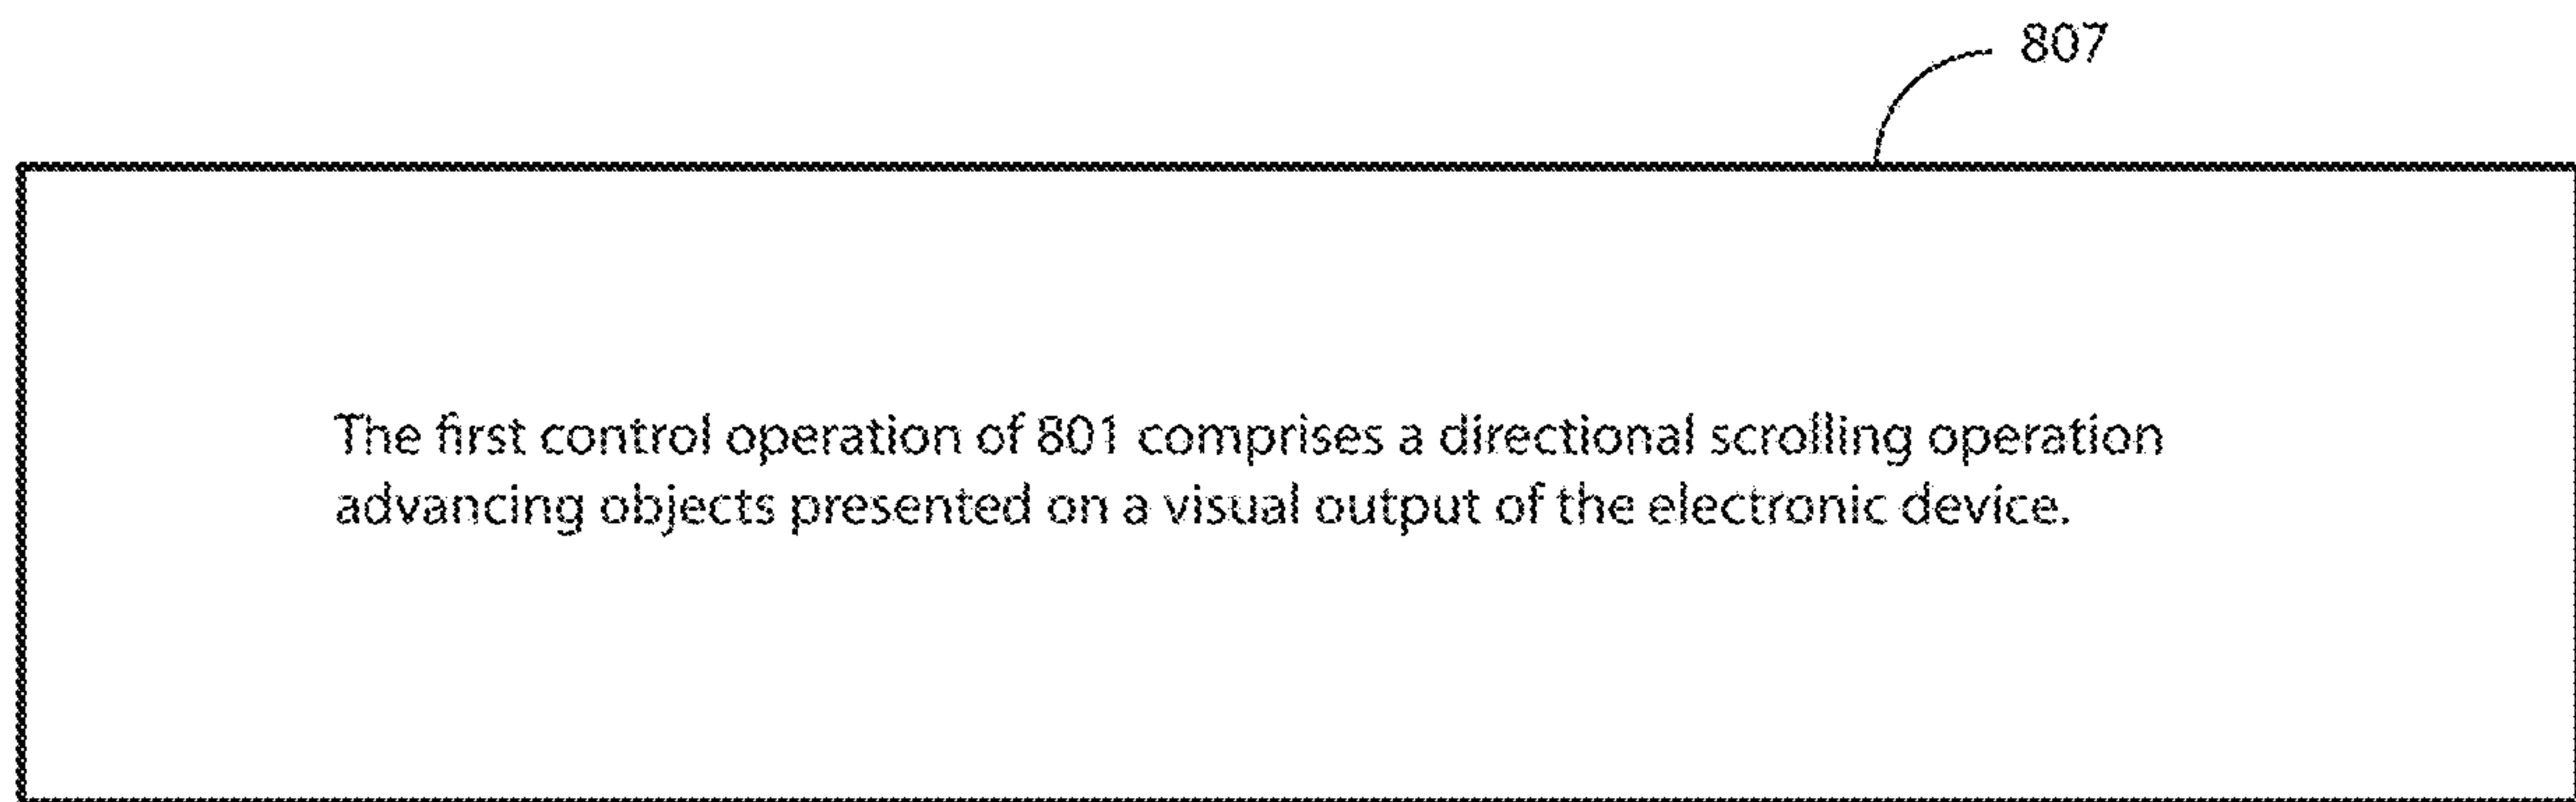 807
The first control operation of 801 comprises a directional scrolling operation
advancing objects presented on a visual output of the electronic device.